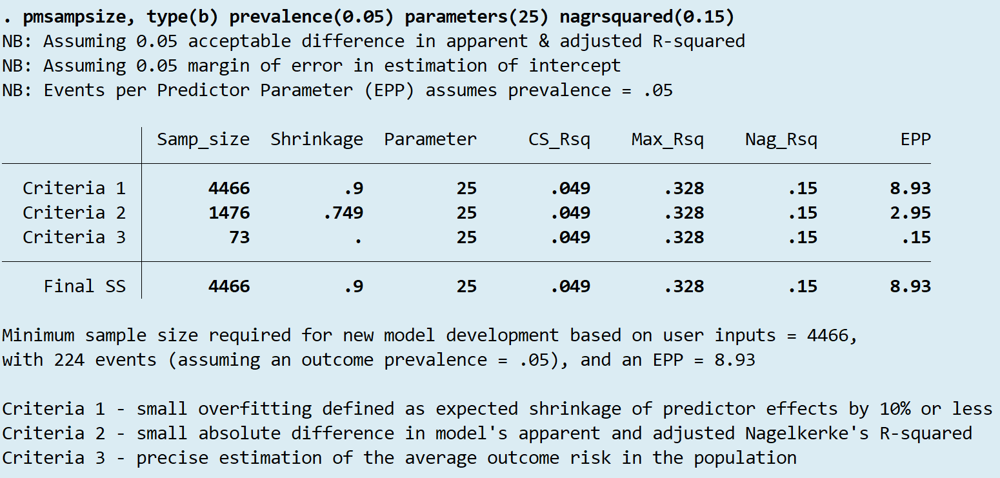 . pmsampsize, type(b) prevalence(0.05) parameters(25) nagrsquared(0.15)
NB: Assuming 0.05 acceptable difference in apparent & adjusted R-squared
NB: Assuming 0.05 margin of error in estimation of intercept
NB: Events per Predictor Parameter (EPP) assumes prevalence = .05
Samp_size Shrinkage Parameter CS_Rsq Max_Rsq Nag_Rsq EPP
Criteria 1 4466 .9 25 .049 .328 .15 8.93
Criteria 2 1476 .749 25 .049 .328 .15 2.95
Criteria 3 73 . 25 .049 .328 .15 .15
Final SS 4466 .9 25 .049 .328 .15 8.93
Minimum sample size required for new model development based on user inputs = 4466,
with 224 events (assuming an outcome prevalence = .05), and an EPP = 8.93
Criteria 1 - small overfitting defined as expected shrinkage of predictor effects by 10% or less
Criteria 2 - small absolute difference in model's apparent and adjusted Nagelkerke's R-squared
Criteria 3 - precise estimation of the average outcome risk in the population